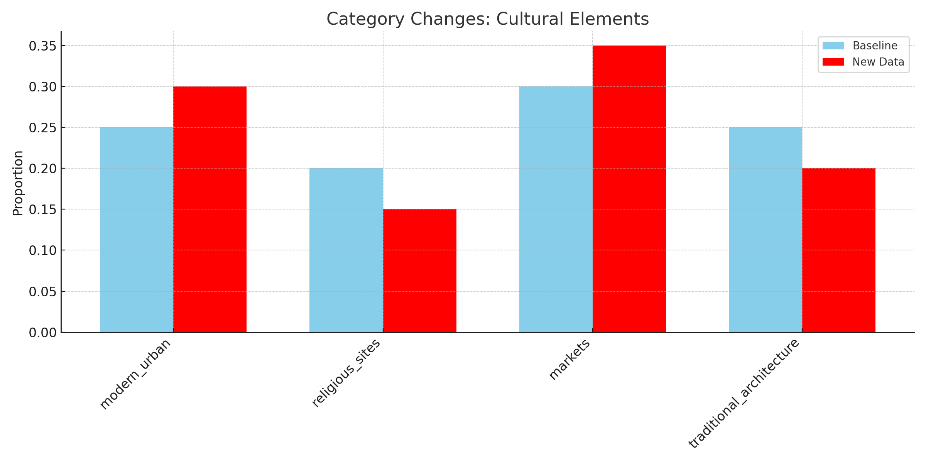 Category Changes: Cultural Elements
Baseline
New Data
Proportion
0.35
0.30
0.25
0.20
0.15
0.10
0.05
0.00
modern_urban
religious_sites
markets
traditional_architecture